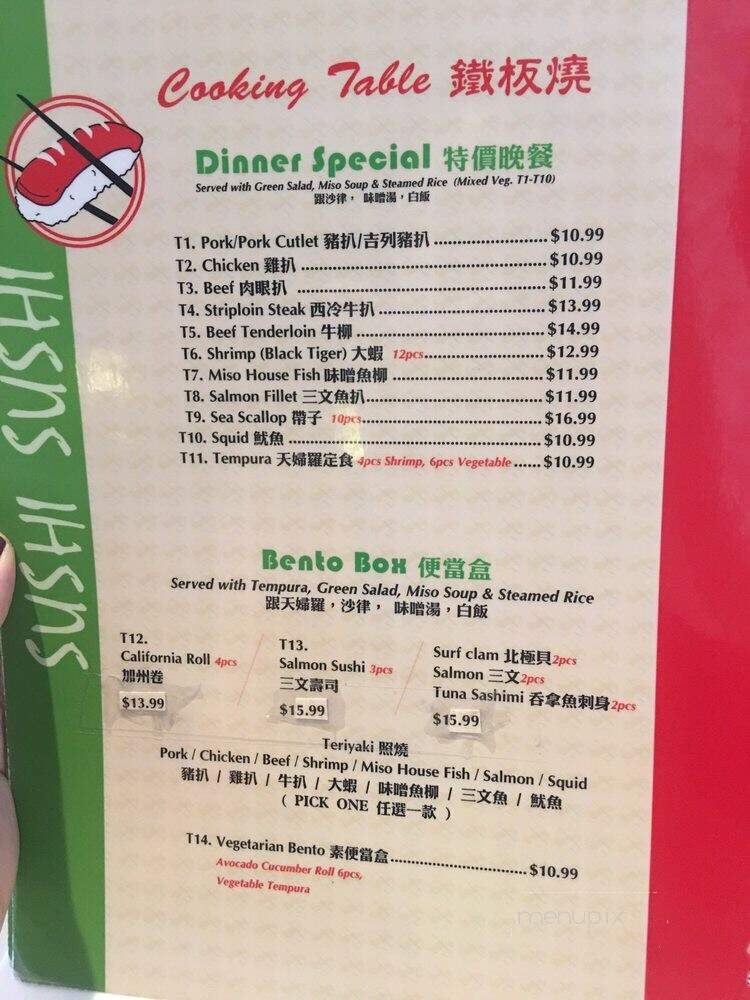 Cooking Table 鐵板燒
Dinner Special 特價晚餐
Served with Green Salad, Miso Soup & Steamed Rice (Mixed Veg. T1-T10)
跟沙律，味噌湯，白飯
T1. Pork/Pork Cutlet 豬扒/吉列豬扒 .................... $10.99
T2. Chicken 雞扒 .................... $10.99
T3. Beef 肉眼扒 .................... $11.99
T4. Striploin Steak 西冷牛扒 .................... $13.99
T5. Beef Tenderloin 牛柳 .................... $14.99
T6. Shrimp (Black Tiger) 大蝦 12pcs.................... $12.99
T7. Miso House Fish 味噌魚柳 .................... $11.99
T8. Salmon Fillet 三文魚扒.................... $11.99
T9. Sea Scallop 帶子 10pcs.................... $16.99
T10. Squid 魷魚 .................... $10.99
T11. Tempura 天婦羅定食 4pcs Shrimp, 6pcs Vegetable ...... $10.99
SUSHI SUSHI
Bento Box 便當盒
Served with Tempura, Green Salad, Miso Soup & Steamed Rice
跟天婦羅，沙律，味噌湯，白飯
T12.
California Roll 4pcs
加州卷
$13.99
T13.
Salmon Sushi 3pcs
三文壽司
$15.99
Surf clam 北極貝2pcs
Salmon 三文2pcs
Tuna Sashimi 吞拿魚刺身2pcs
$15.99
Teriyaki 照燒
Pork / Chicken / Beef / Shrimp / Miso House Fish / Salmon / Squid
豬扒 / 雞扒 / 牛扒 / 大蝦 / 味噌魚柳 / 三文魚 / 魷魚
( PICK ONE 任選一款 )
T14. Vegetarian Bento 素便當盒.................... $10.99
Avocado Cucumber Roll 6pcs,
Vegetable Tempura
menupix